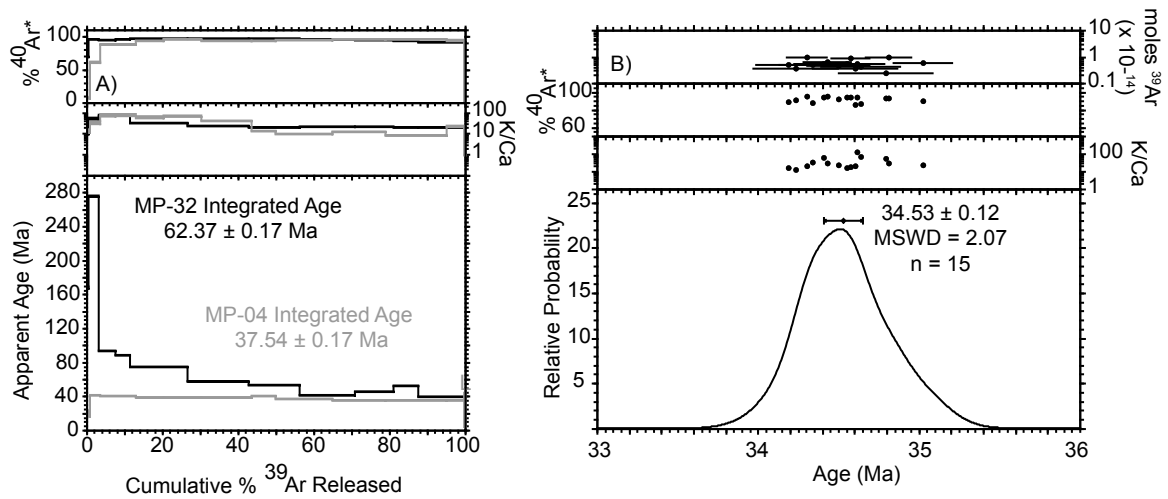 A)
% 40Ar*
100
50
0
K/Ca
100
10
1
Apparent Age (Ma)
280
240
200
160
120
80
40
0
MP-32 Integrated Age
62.37 ± 0.17 Ma
MP-04 Integrated Age
37.54 ± 0.17 Ma
0 20 40 60 80 100
Cumulative % 39Ar Released
B)
moles 39Ar
(x 10-14)
10
1
0.1
% 40Ar*
100
60
K/Ca
100
1
Relative Probability
25
20
15
10
5
34.53 ± 0.12
MSWD = 2.07
n = 15
33 34 35 36
Age (Ma)